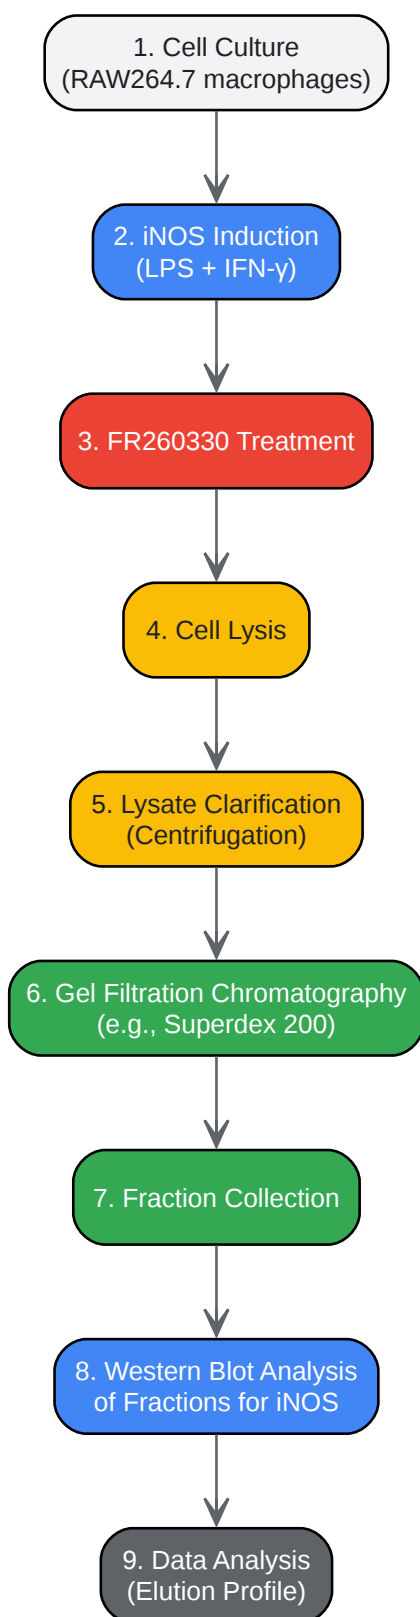 1. Cell Culture
(RAW264.7 macrophages)
2. iNOS Induction
(LPS + IFN-γ)
3. FR260330 Treatment
4. Cell Lysis
5. Lysate Clarification
(Centrifugation)
6. Gel Filtration Chromatography
(e.g., Superdex 200)
7. Fraction Collection
8. Western Blot Analysis
of Fractions for iNOS
9. Data Analysis
(Elution Profile)